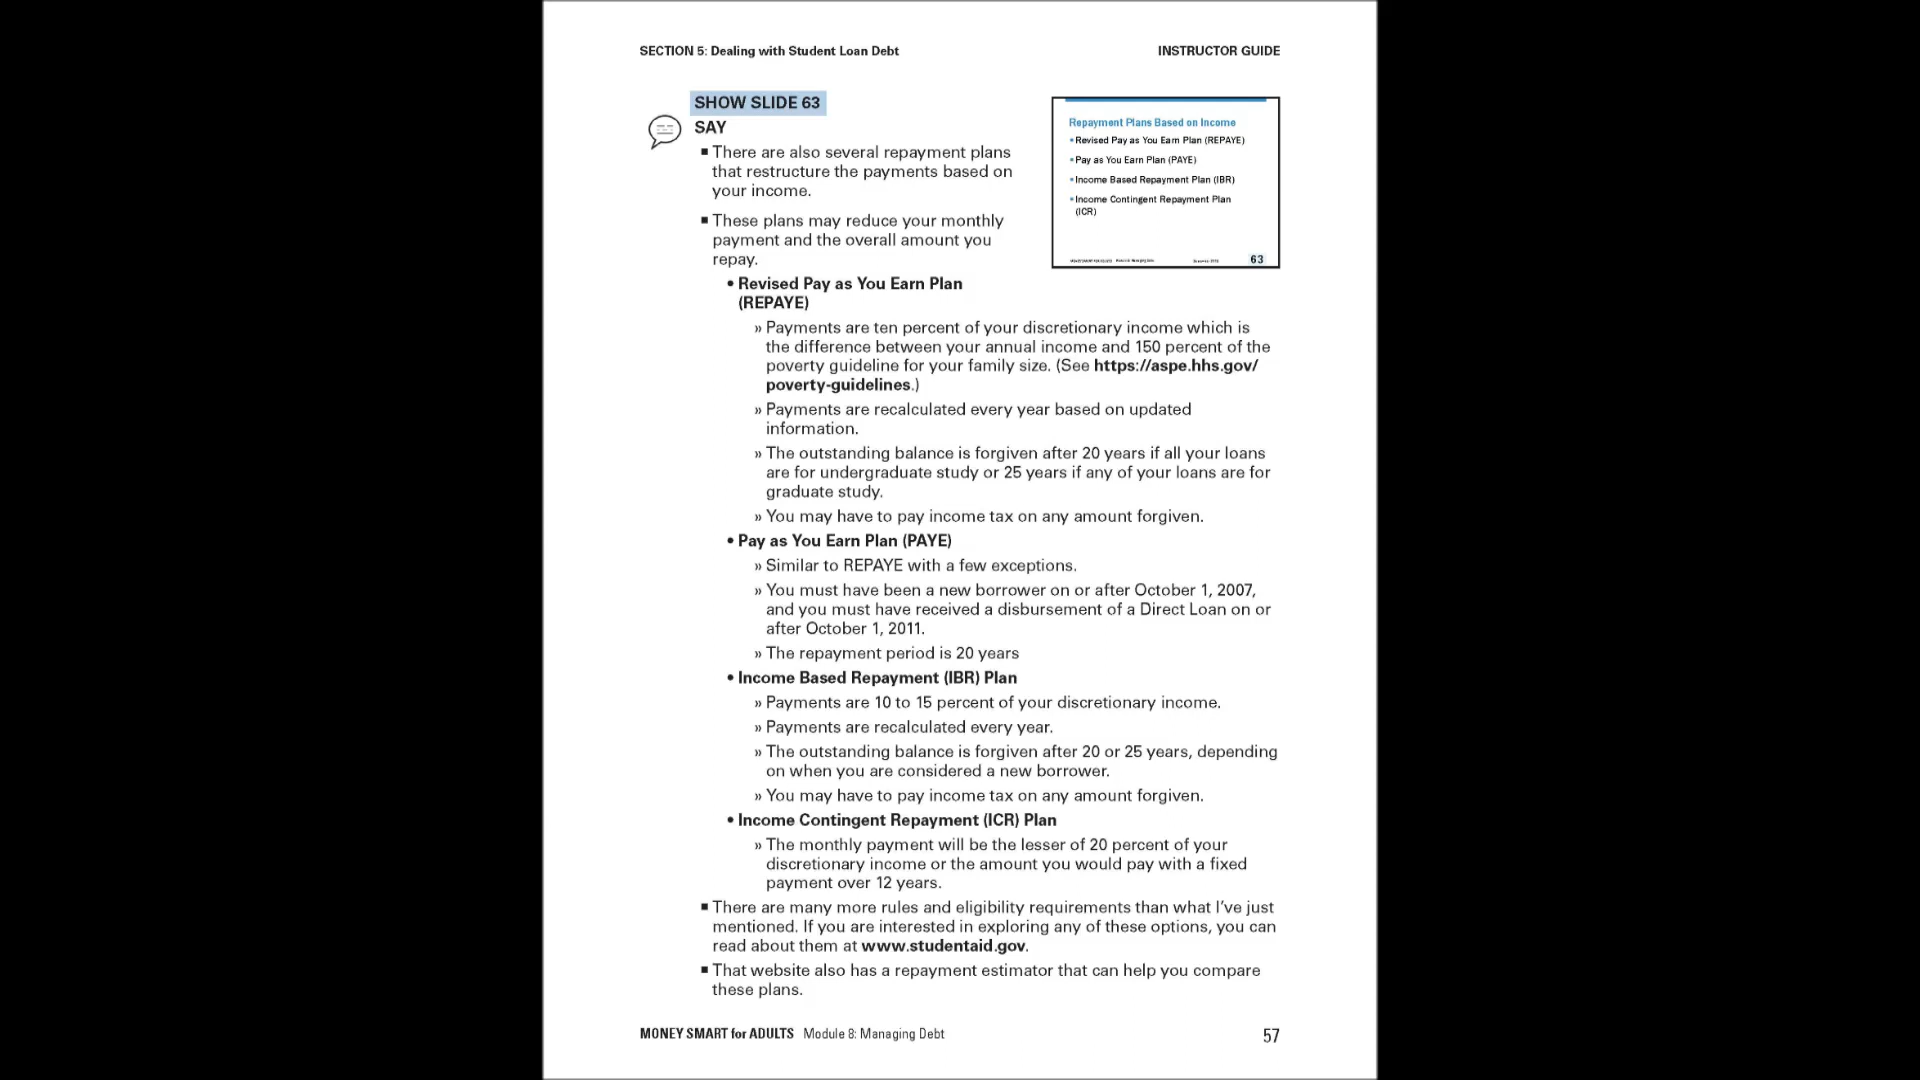 SECTION 5: Dealing with Student Loan Debt
INSTRUCTOR GUIDE
SHOW SLIDE 63
SAY
▪ There are also several repayment plans
that restructure the payments based on
your income.
▪ These plans may reduce your monthly
payment and the overall amount you
repay.
Repayment Plans Based on Income
• Revised Pay as You Earn Plan (REPAYE)
• Pay as You Earn Plan (PAYE)
• Income Based Repayment Plan (IBR)
• Income Contingent Repayment Plan
(ICR)
63
• Revised Pay as You Earn Plan
(REPAYE)
» Payments are ten percent of your discretionary income which is
the difference between your annual income and 150 percent of the
poverty guideline for your family size. (See https://aspe.hhs.gov/
poverty-guidelines.)
» Payments are recalculated every year based on updated
information.
» The outstanding balance is forgiven after 20 years if all your loans
are for undergraduate study or 25 years if any of your loans are for
graduate study.
» You may have to pay income tax on any amount forgiven.
• Pay as You Earn Plan (PAYE)
» Similar to REPAYE with a few exceptions.
» You must have been a new borrower on or after October 1, 2007,
and you must have received a disbursement of a Direct Loan on or
after October 1, 2011.
» The repayment period is 20 years
• Income Based Repayment (IBR) Plan
» Payments are 10 to 15 percent of your discretionary income.
» Payments are recalculated every year.
» The outstanding balance is forgiven after 20 or 25 years, depending
on when you are considered a new borrower.
» You may have to pay income tax on any amount forgiven.
• Income Contingent Repayment (ICR) Plan
» The monthly payment will be the lesser of 20 percent of your
discretionary income or the amount you would pay with a fixed
payment over 12 years.
▪ There are many more rules and eligibility requirements than what I’ve just
mentioned. If you are interested in exploring any of these options, you can
read about them at www.studentaid.gov.
▪ That website also has a repayment estimator that can help you compare
these plans.
MONEY SMART for ADULTS Module 8: Managing Debt
57